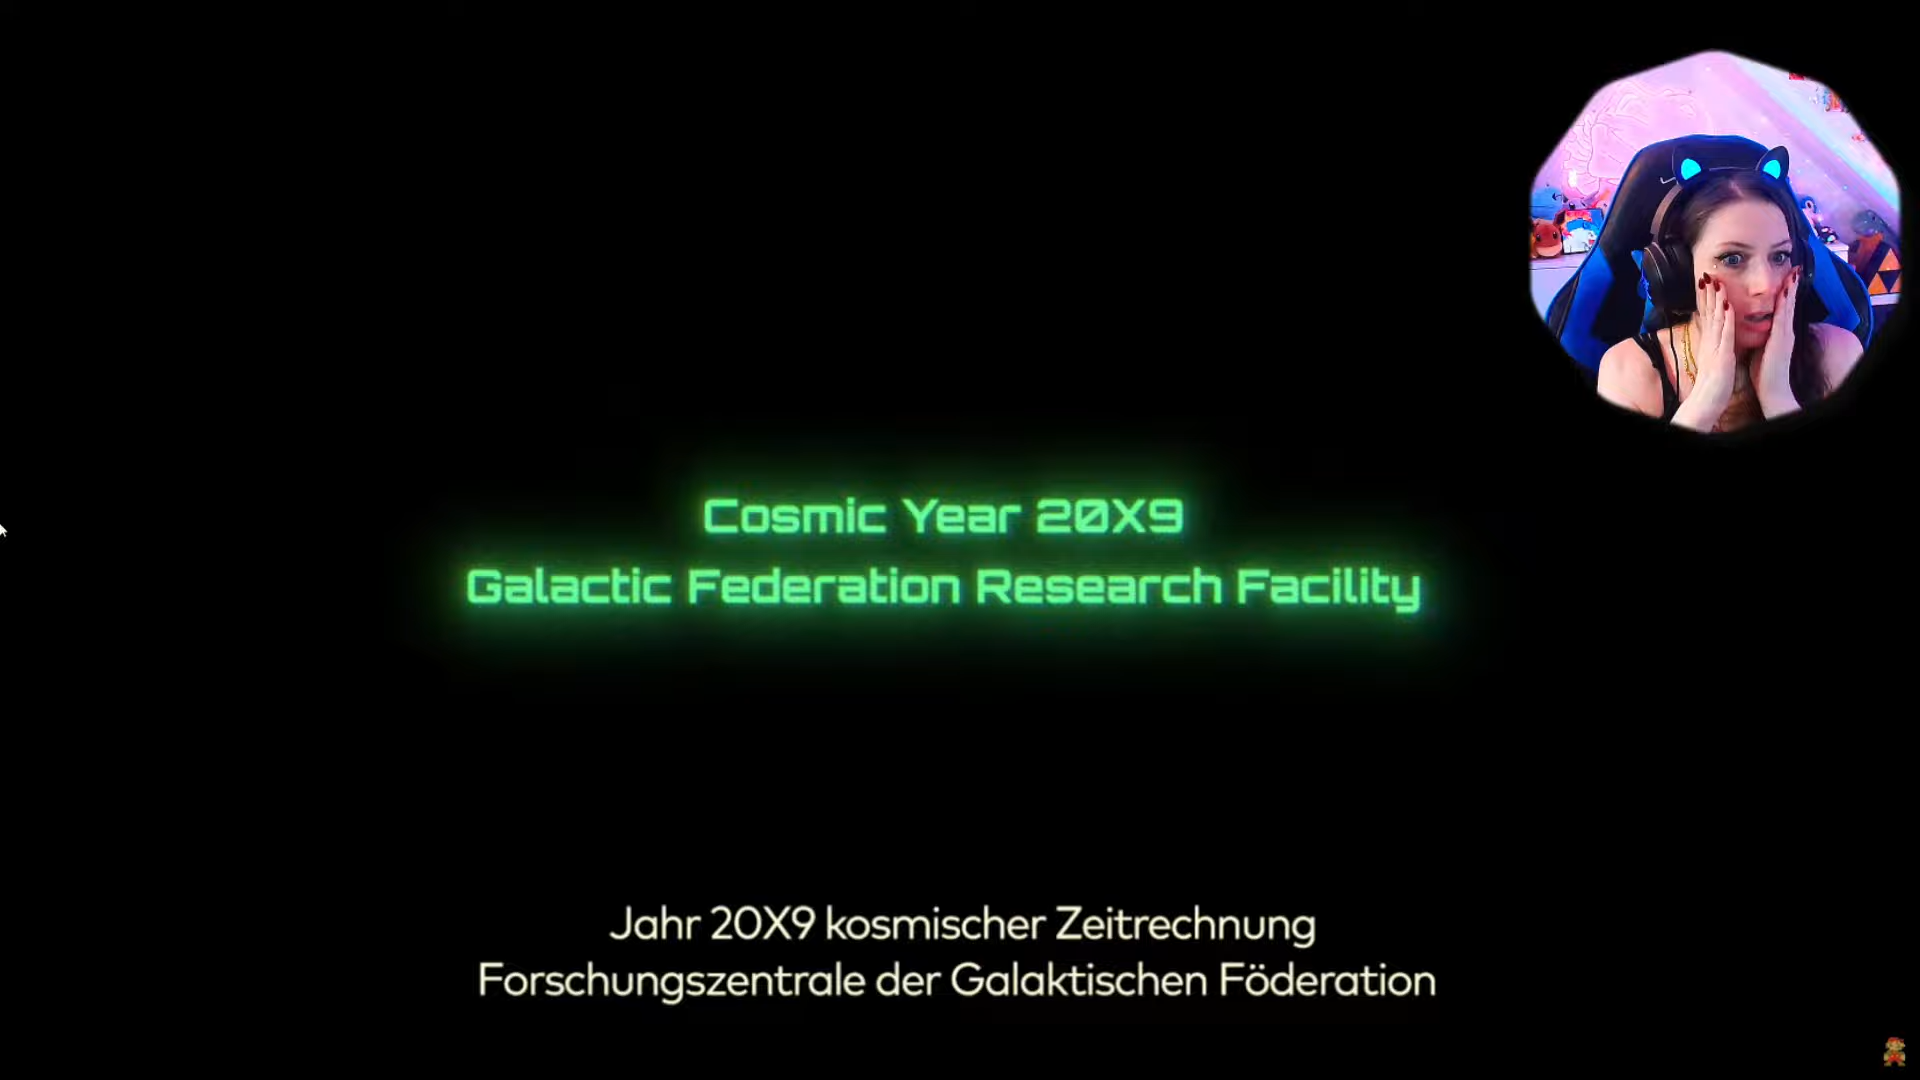 Cosmic Year 20X9
Galactic Federation Research Facility
Jahr 20X9 kosmischer Zeitrechnung
Forschungszentrale der Galaktischen Föderation